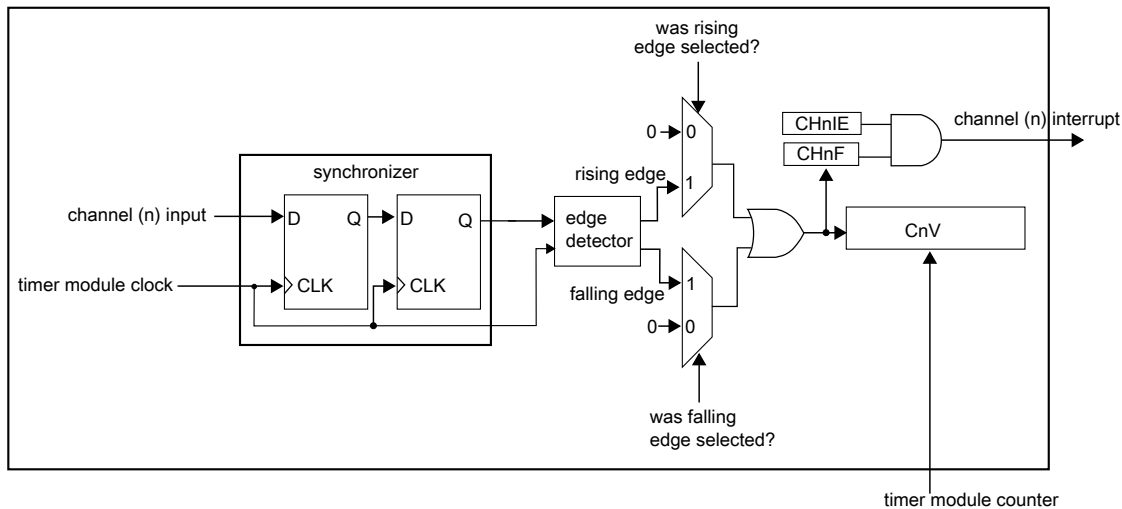 was rising
edge selected?
0
0
CHnIE
channel (n) interrupt
CHnF
synchronizer
rising edge
1
channel (n) input
D
Q
D
Q
edge
detector
CnV
timer module clock
CLK
CLK
1
falling edge
0
0
was falling
edge selected?
timer module counter